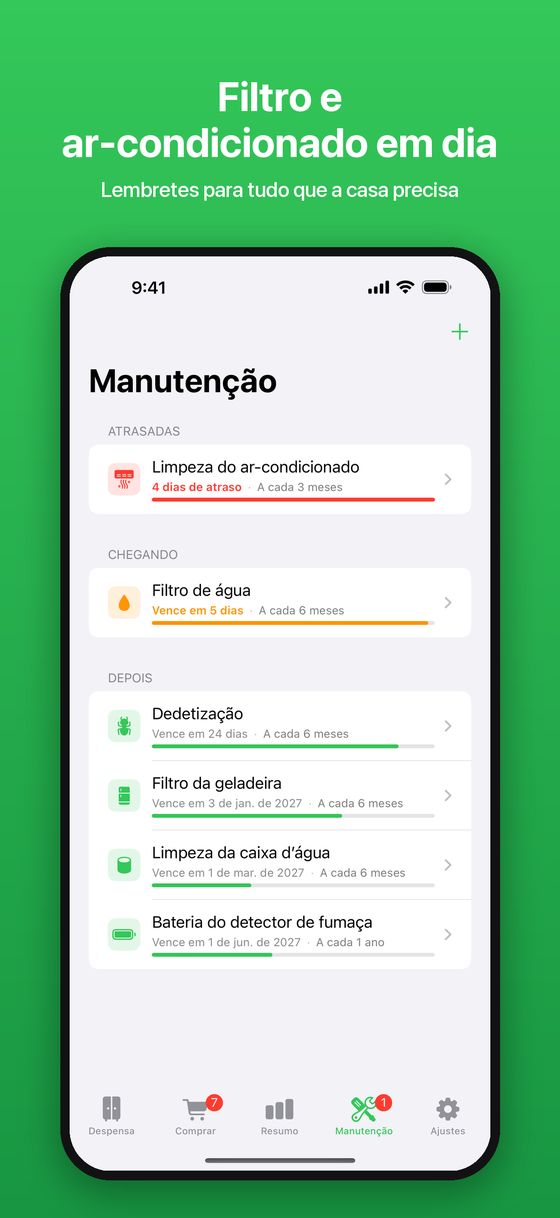 Filtro e
ar-condicionado em dia
Lembretes para tudo que a casa precisa
9:41
Manutenção
ATRASADAS
Limpeza do ar-condicionado
4 dias de atraso · A cada 3 meses
CHEGANDO
Filtro de água
Vence em 5 dias · A cada 6 meses
DEPOIS
Dedetização
Vence em 24 dias · A cada 6 meses
Filtro da geladeira
Vence em 3 de jan. de 2027 · A cada 6 meses
Limpeza da caixa d’água
Vence em 1 de mar. de 2027 · A cada 6 meses
Bateria do detector de fumaça
Vence em 1 de jun. de 2027 · A cada 1 ano
7 1
Despensa Comprar Resumo Manutenção Ajustes